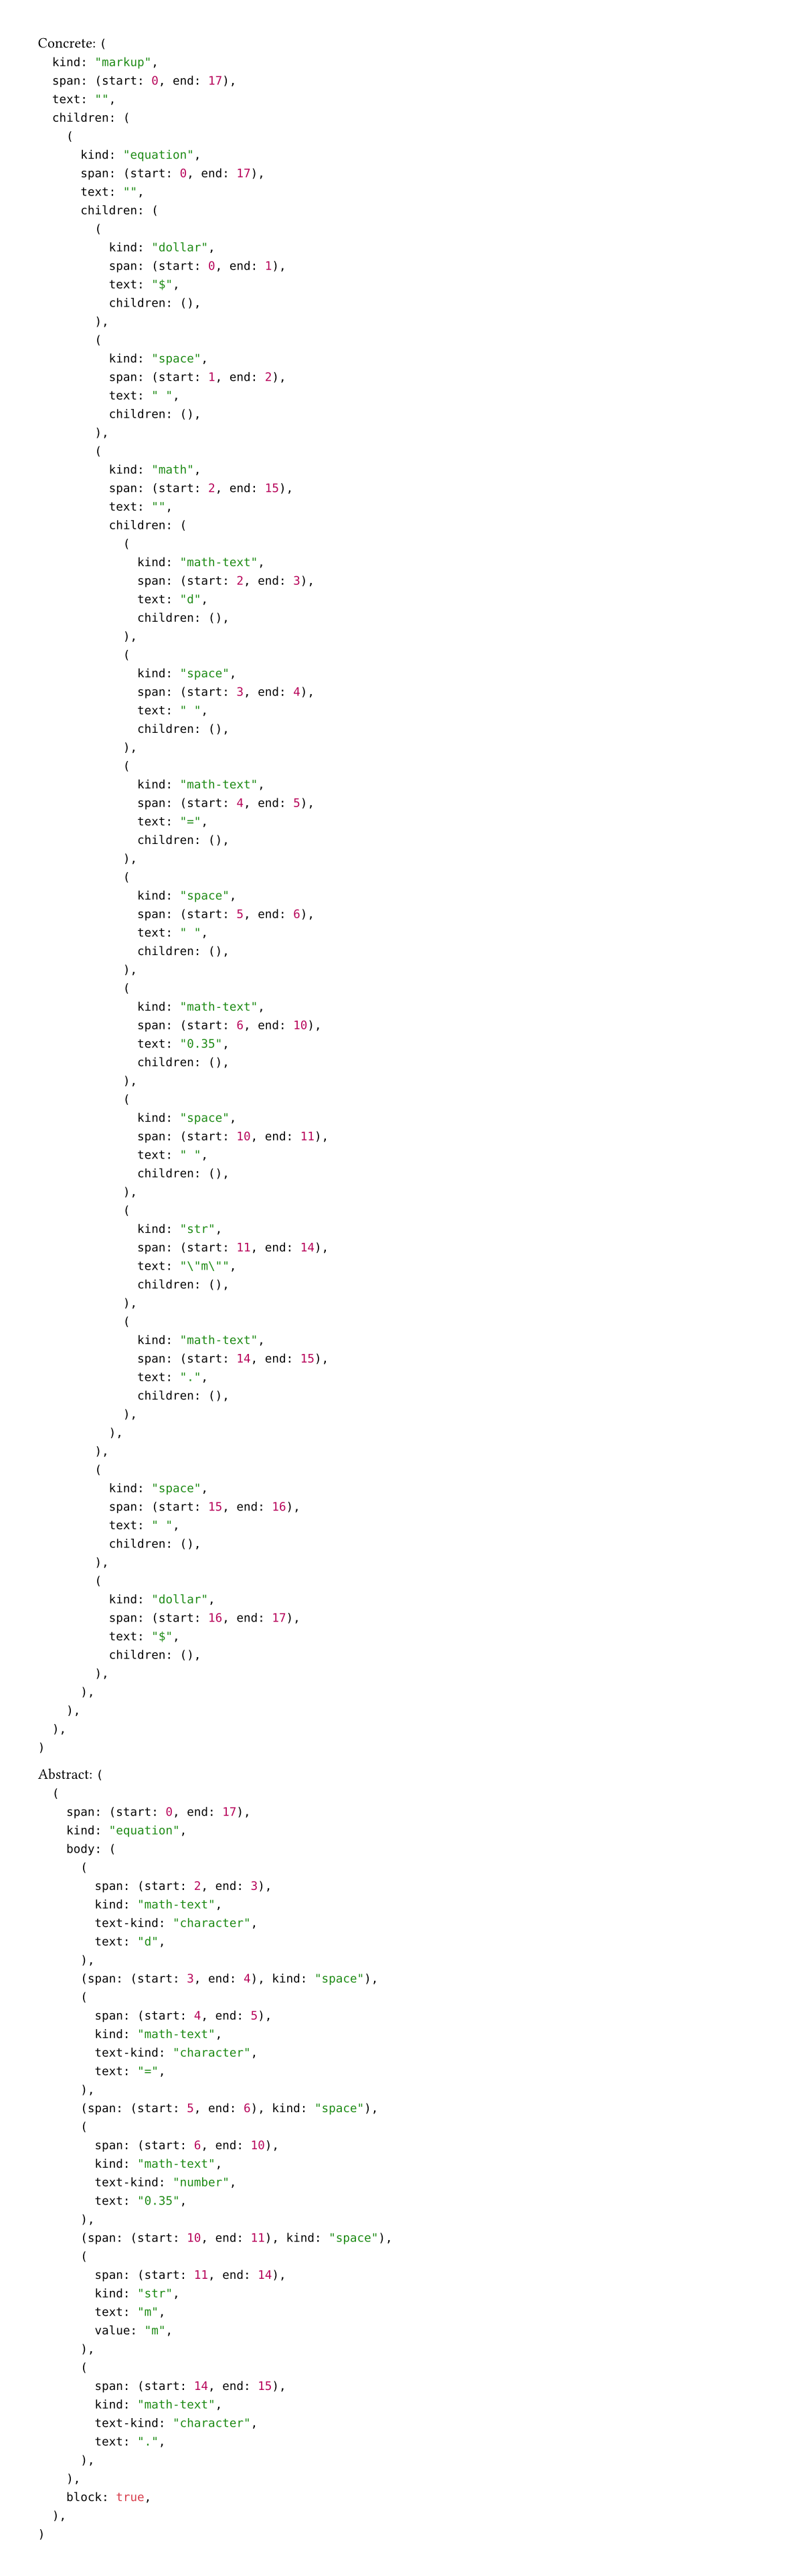 Concrete: (
  kind: "markup",
  span: (start: 0, end: 17),
  text: "",
  children: (
    (
      kind: "equation",
      span: (start: 0, end: 17),
      text: "",
      children: (
        (
          kind: "dollar",
          span: (start: 0, end: 1),
          text: "$",
          children: (),
        ),
        (
          kind: "space",
          span: (start: 1, end: 2),
          text: " ",
          children: (),
        ),
        (
          kind: "math",
          span: (start: 2, end: 15),
          text: "",
          children: (
            (
              kind: "math-text",
              span: (start: 2, end: 3),
              text: "d",
              children: (),
            ),
            (
              kind: "space",
              span: (start: 3, end: 4),
              text: " ",
              children: (),
            ),
            (
              kind: "math-text",
              span: (start: 4, end: 5),
              text: "=",
              children: (),
            ),
            (
              kind: "space",
              span: (start: 5, end: 6),
              text: " ",
              children: (),
            ),
            (
              kind: "math-text",
              span: (start: 6, end: 10),
              text: "0.35",
              children: (),
            ),
            (
              kind: "space",
              span: (start: 10, end: 11),
              text: " ",
              children: (),
            ),
            (
              kind: "str",
              span: (start: 11, end: 14),
              text: "\"m\"",
              children: (),
            ),
            (
              kind: "math-text",
              span: (start: 14, end: 15),
              text: ".",
              children: (),
            ),
          ),
        ),
        (
          kind: "space",
          span: (start: 15, end: 16),
          text: " ",
          children: (),
        ),
        (
          kind: "dollar",
          span: (start: 16, end: 17),
          text: "$",
          children: (),
        ),
      ),
    ),
  ),
)
Abstract: (
  (
    span: (start: 0, end: 17),
    kind: "equation",
    body: (
      (
        span: (start: 2, end: 3),
        kind: "math-text",
        text-kind: "character",
        text: "d",
      ),
      (span: (start: 3, end: 4), kind: "space"),
      (
        span: (start: 4, end: 5),
        kind: "math-text",
        text-kind: "character",
        text: "=",
      ),
      (span: (start: 5, end: 6), kind: "space"),
      (
        span: (start: 6, end: 10),
        kind: "math-text",
        text-kind: "number",
        text: "0.35",
      ),
      (span: (start: 10, end: 11), kind: "space"),
      (
        span: (start: 11, end: 14),
        kind: "str",
        text: "m",
        value: "m",
      ),
      (
        span: (start: 14, end: 15),
        kind: "math-text",
        text-kind: "character",
        text: ".",
      ),
    ),
    block: true,
  ),
)